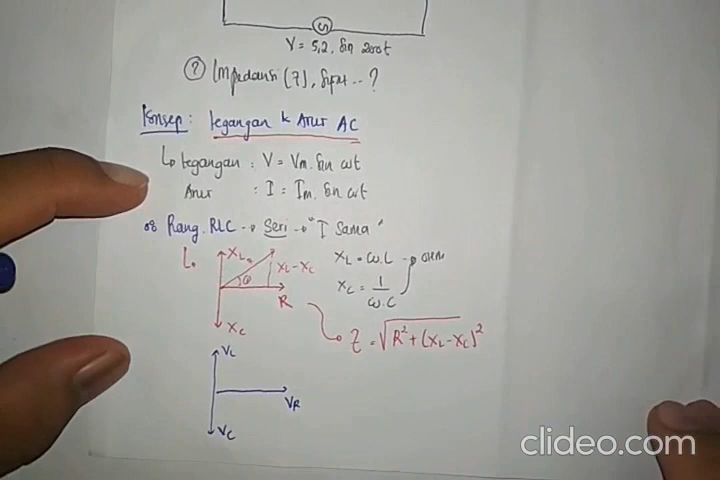 V = 5,2 . Sin 200t
? Impedansi (Z), Sifat .. ?
Konsep : tegangan & Arus AC
tegangan : V = Vm . Sin ωt
Arus : I = Im . Sin ωt
Rang. RLC → Seri → "I Sama"
1.
XL
φ
XL - XC
R
XC
XL = ω.L → ohm
XC = 1 / ω.C
Z = √R² + (XL - XC)²
VL
VR
VC
clideo.com